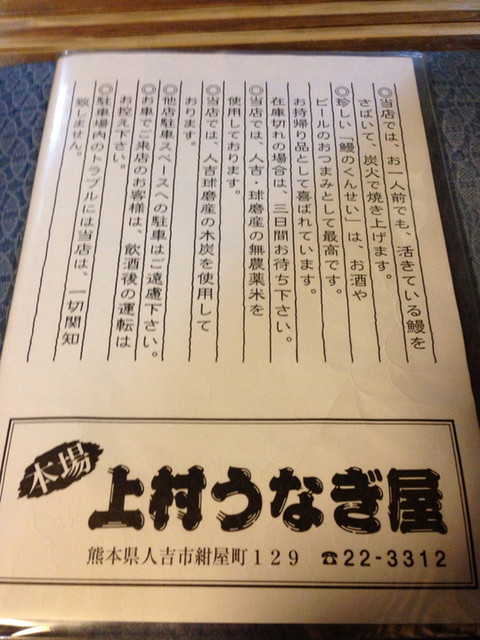 ◎当店では、お一人前でも、活きている鰻を
さばいて、炭火で焼き上げます。
◎珍しい「鰻のくんせい」は、お酒や
ビールのおつまみとして最高です。
お持帰り品として喜ばれています。
在庫切れの場合は、三日間お待ち下さい。
◎当店では、人吉・球磨産の無農薬米を
使用しております。
◎当店では、人吉球磨産の木炭を使用して
おります。
◎他店駐車スペースへの駐車はご遠慮下さい。
◎お車でご来店のお客様は、飲酒後の運転は
お控え下さい。
◎駐車場内のトラブルには当店は、一切関知
致しません。
本場
上村うなぎ屋
熊本県人吉市紺屋町129 ☎22-3312